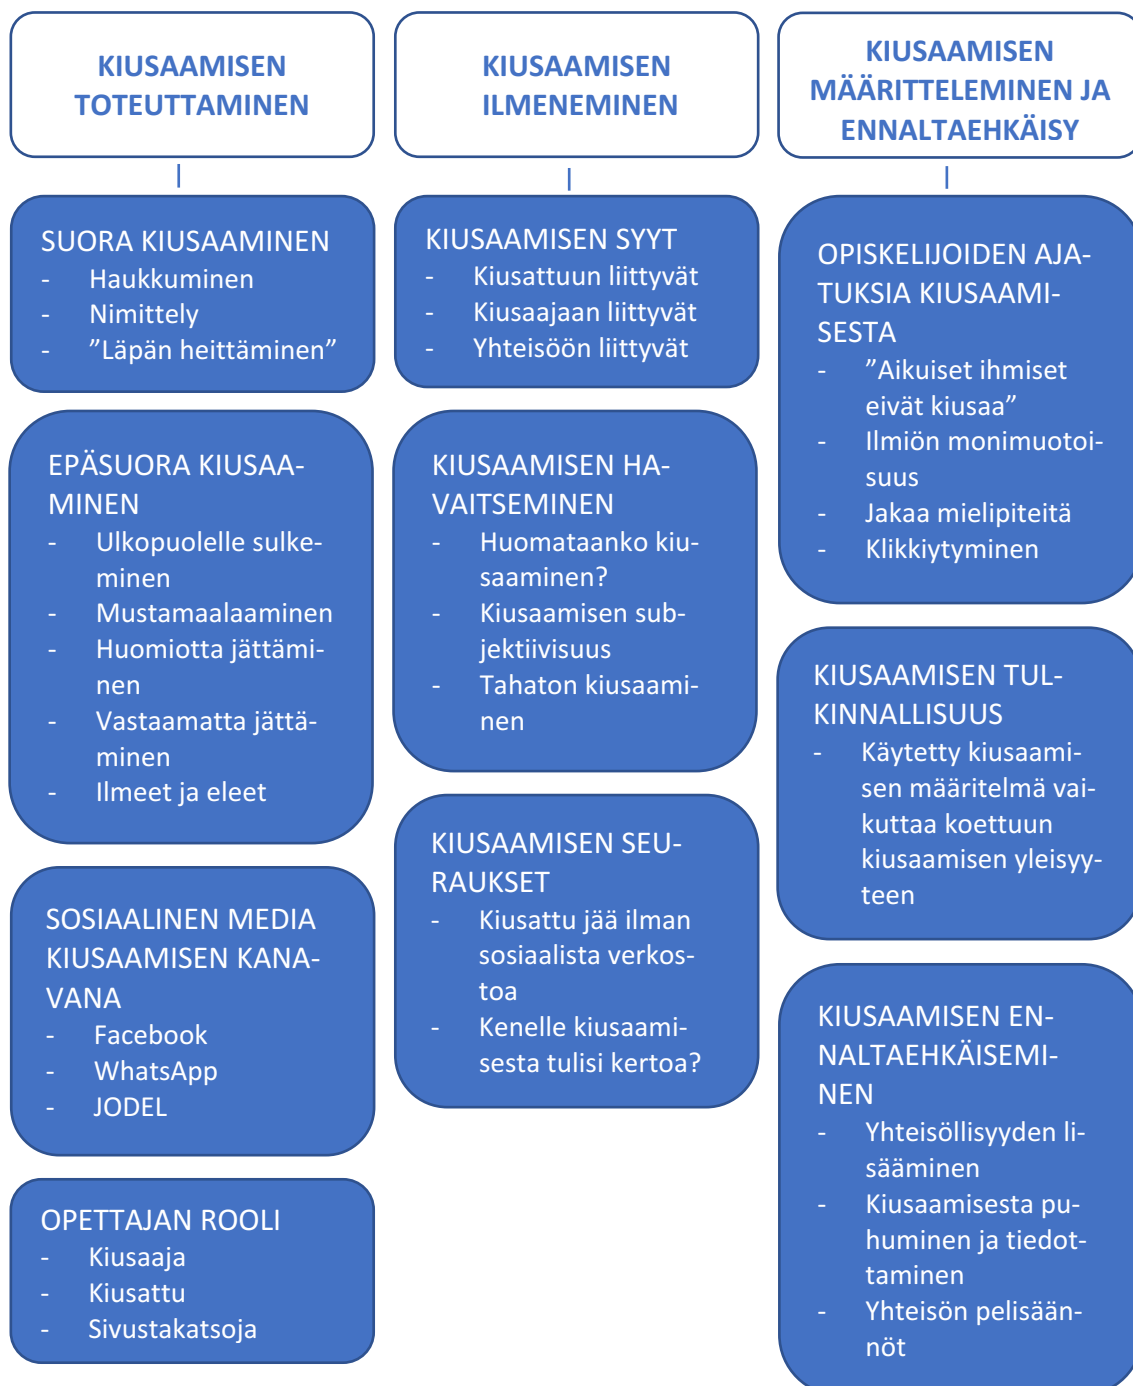 KIUSAAMISEN
TOTEUTTAMINEN
SUORA KIUSAAMINEN
- Haukkuminen
- Nimittely
- ”Läpän heittäminen”
EPÄSUORA KIUSAA-
MINEN
- Ulkopuolelle sulke-
minen
- Mustamaalaaminen
- Huomiotta jättämi-
nen
- Vastaamatta jättä-
minen
- Ilmeet ja eleet
SOSIAALINEN MEDIA
KIUSAAMISEN KANA-
VANA
- Facebook
- WhatsApp
- JODEL
OPETTAJAN ROOLI
- Kiusaaja
- Kiusattu
- Sivustakatsoja
KIUSAAMISEN
ILMENEMINEN
KIUSAAMISEN SYYT
- Kiusattuun liittyvät
- Kiusaajaan liittyvät
- Yhteisöön liittyvät
KIUSAAMISEN HA-
VAITSEMINEN
- Huomataanko kiu-
saaminen?
- Kiusaamisen sub-
jektiivisuus
- Tahaton kiusaami-
nen
KIUSAAMISEN SEU-
RAUKSET
- Kiusattu jää ilman
sosiaalista verkos-
toa
- Kenelle kiusaami-
sesta tulisi kertoa?
KIUSAAMISEN
MÄÄRITTELEMINEN JA
ENNALTAEHKÄISY
OPISKELIJOIDEN AJA-
TUKSIA KIUSAAMI-
SESTA
- ”Aikuiset ihmiset
eivät kiusaa”
- Ilmiön monimuotoi-
suus
- Jakaa mielipiteitä
- Klikkiytyminen
KIUSAAMISEN TUL-
KINNALLISUUS
- Käytetty kiusaami-
sen määritelmä vai-
kuttaa koettuun
kiusaamisen yleisyy-
teen
KIUSAAMISEN EN-
NALTAEHKÄISEMI-
NEN
- Yhteisöllisyyden li-
sääminen
- Kiusaamisesta pu-
huminen ja tiedot-
taminen
- Yhteisön pelisään-
nöt